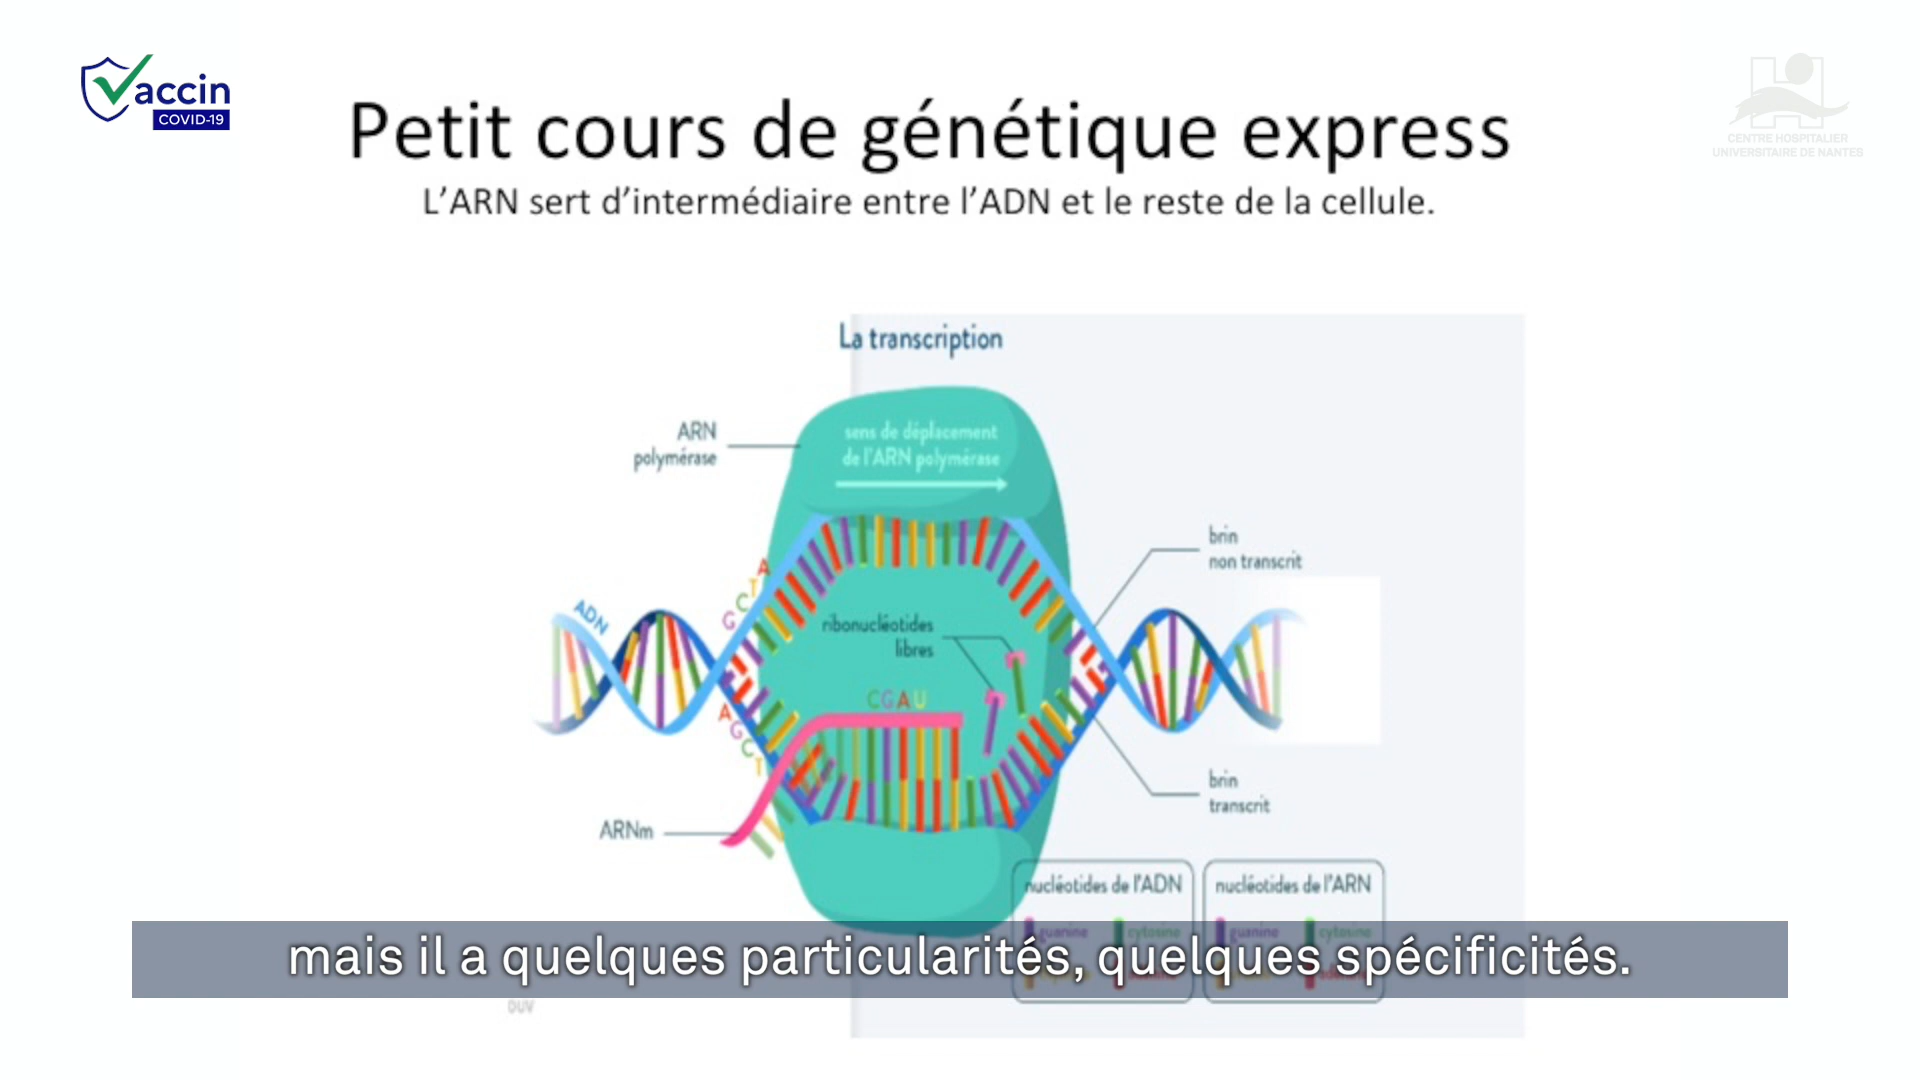 Vaccin
COVID-19
CENTRE HOSPITALIER
UNIVERSITAIRE DE NANTES
Petit cours de génétique express
L’ARN sert d’intermédiaire entre l’ADN et le reste de la cellule.
La transcription
ARN
polymérase
sens de déplacement
de l’ARN polymérase
brin
non transcrit
A
T
C
G
ADN
ribonucléotides
libres
CGAU
A
G
C
T
brin
transcrit
ARNm
nucléotides de l’ADN
nucléotides de l’ARN
guanine
cytosine
guanine
cytosine
mais il a quelques particularités, quelques spécificités.